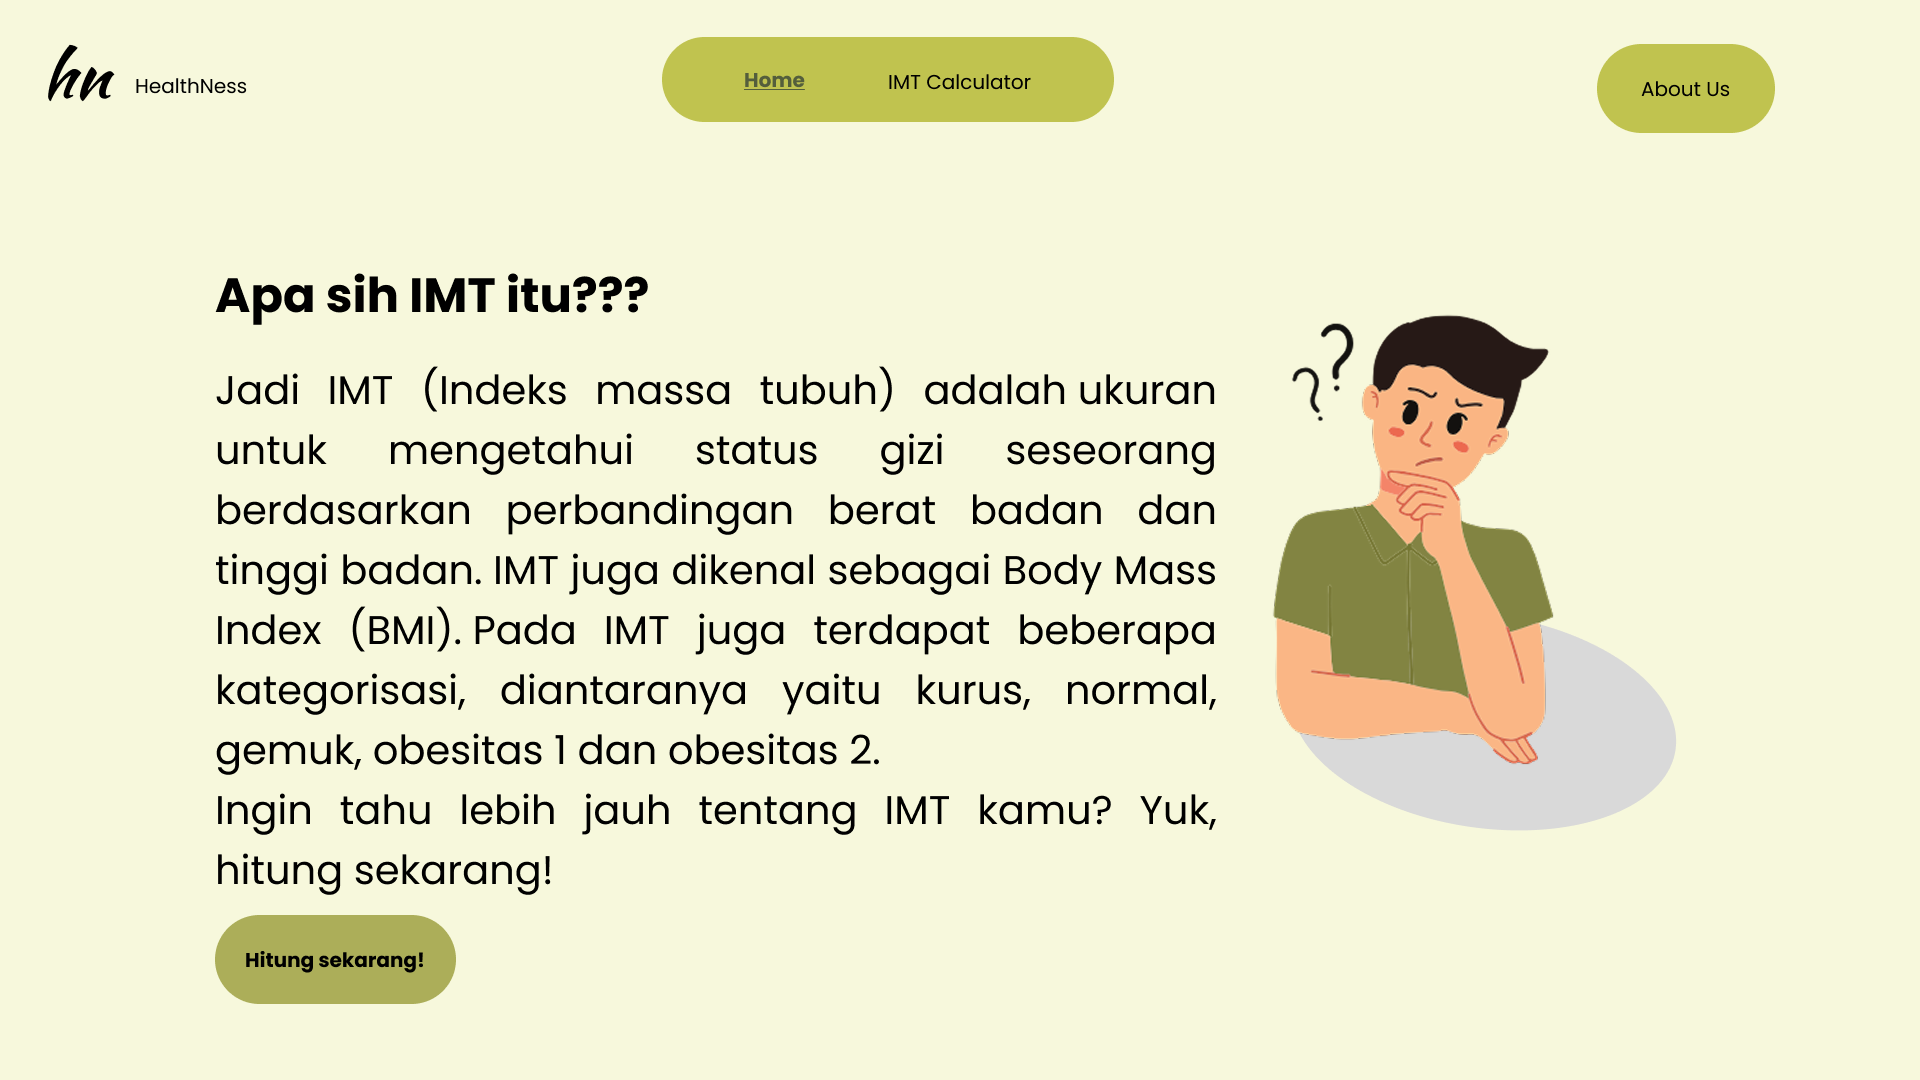 hn HealthNess
Home
IMT Calculator
About Us
Apa sih IMT itu???
Jadi IMT (Indeks massa tubuh) adalah ukuran
untuk mengetahui status gizi seseorang
berdasarkan perbandingan berat badan dan
tinggi badan. IMT juga dikenal sebagai Body Mass
Index (BMI). Pada IMT juga terdapat beberapa
kategorisasi, diantaranya yaitu kurus, normal,
gemuk, obesitas 1 dan obesitas 2.
Ingin tahu lebih jauh tentang IMT kamu? Yuk,
hitung sekarang!
? ?
Hitung sekarang!